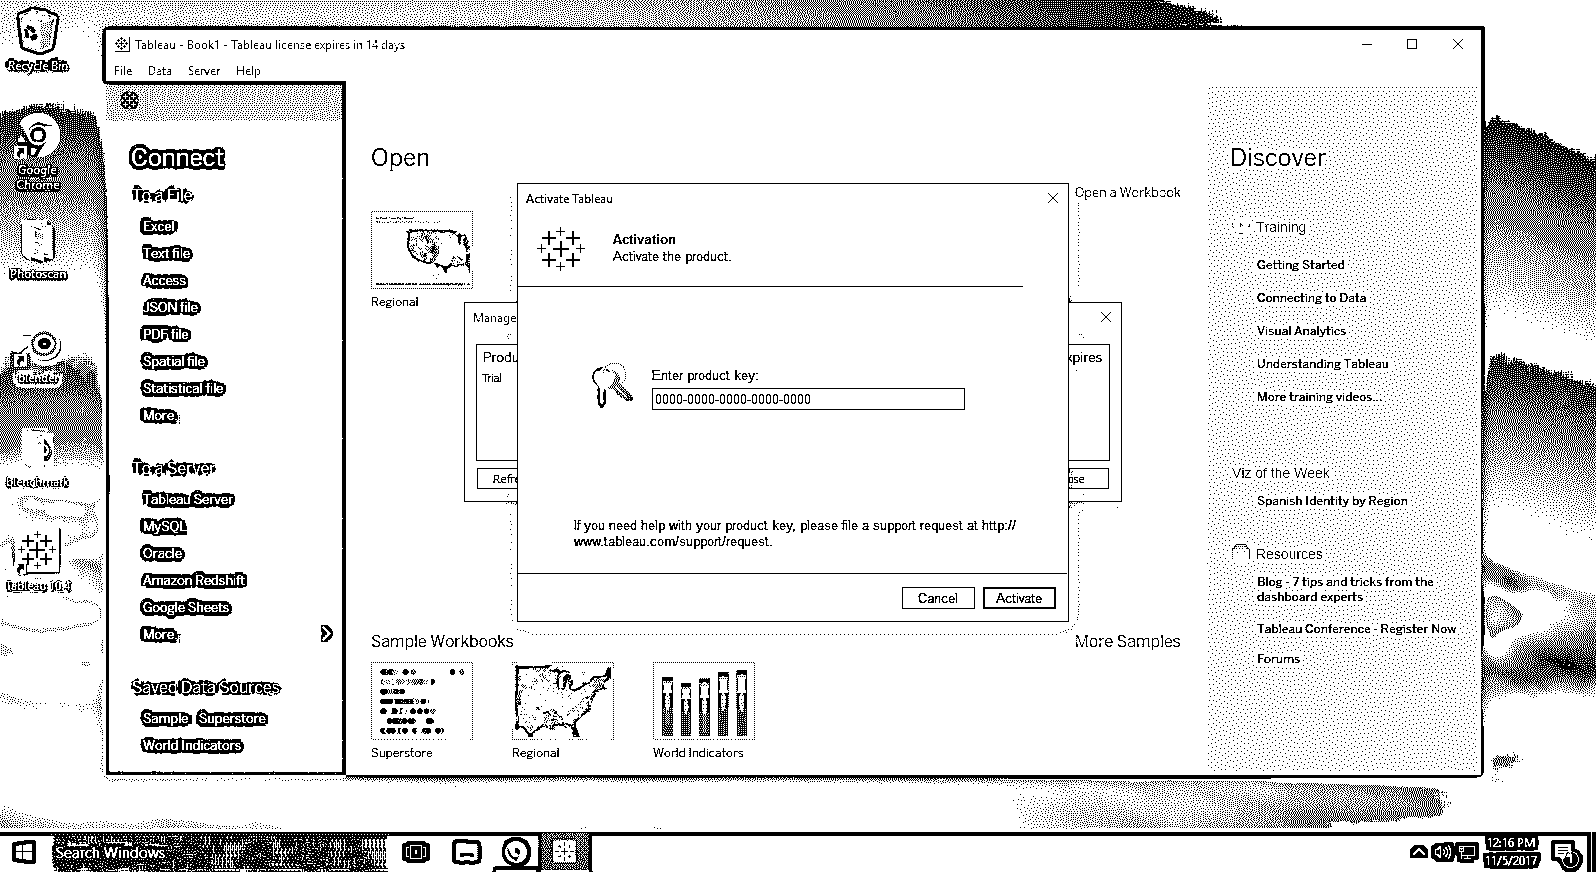 Recycle Bin
Google
Chrome
Photoscan
blender
blenchmark
Tableau 10.4
Tableau - Book1 - Tableau license expires in 14 days
File Data Server Help
Connect
To a File
Excel
Text file
Access
JSON file
PDF file
Spatial file
Statistical file
More
To a Server
Tableau Server
MySQL
Oracle
Amazon Redshift
Google Sheets
More
Saved Data Sources
Sample Superstore
World Indicators
Open
Open a Workbook
Regional
Manage
Produ
xpires
Trial
Refre
ose
Activate Tableau
Activation
Activate the product.
Enter product key:
0000-0000-0000-0000-0000
If you need help with your product key, please file a support request at http://
www.tableau.com/support/request.
Cancel
Activate
Sample Workbooks
More Samples
Superstore
Regional
World Indicators
Discover
Training
Getting Started
Connecting to Data
Visual Analytics
Understanding Tableau
More training videos...
Viz of the Week
Spanish Identity by Region
Resources
Blog - 7 tips and tricks from the
dashboard experts
Tableau Conference - Register Now
Forums
Search Windows
12:16 PM
11/5/2017
1